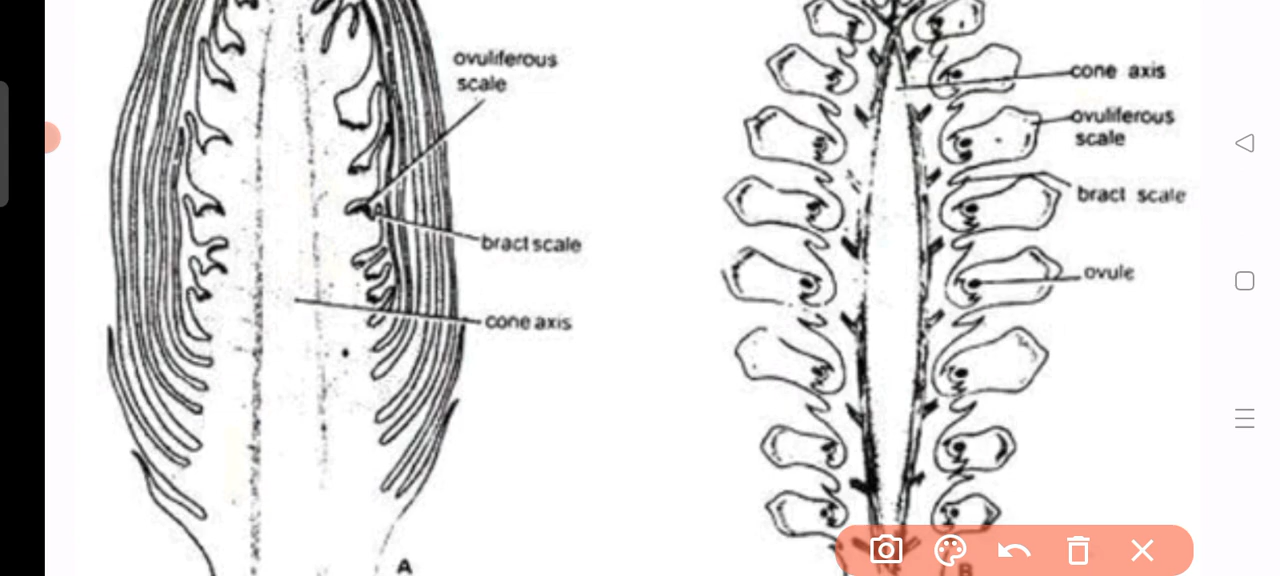 ovuliferous
scale
bract scale
cone axis
A
cone axis
ovuliferous
scale
bract scale
ovule
B